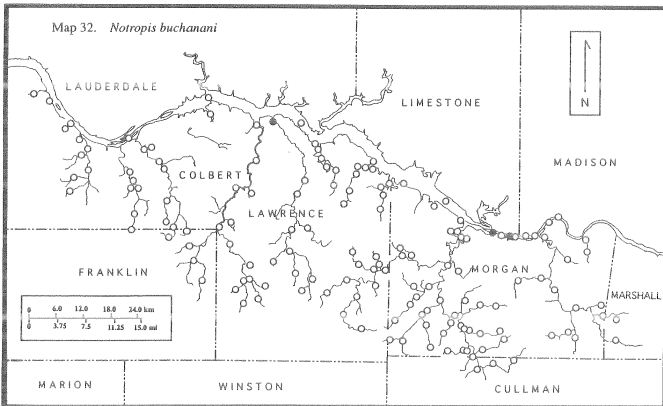 Map 32. Notropis buchanani
LAUDERDALE
LIMESTONE
N
MADISON
COLBERT
LAWRENCE
FRANKLIN
MORGAN
MARSHALL
0 6.0 12.0 18.0 24.0 km
0 3.75 7.5 11.25 15.0 mi
MARION
WINSTON
CULLMAN